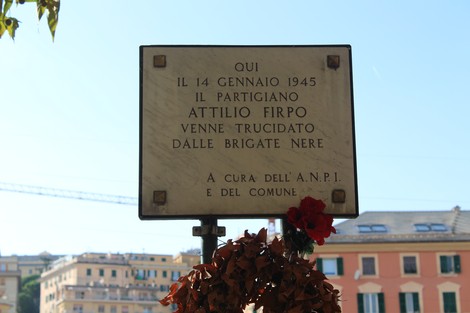 QUI
IL 14 GENNAIO 1945
IL PARTIGIANO
ATTILIO FIRPO
VENNE TRUCIDATO
DALLE BRIGATE NERE
A CURA DELL'A.N.P.I.
E DEL COMUNE